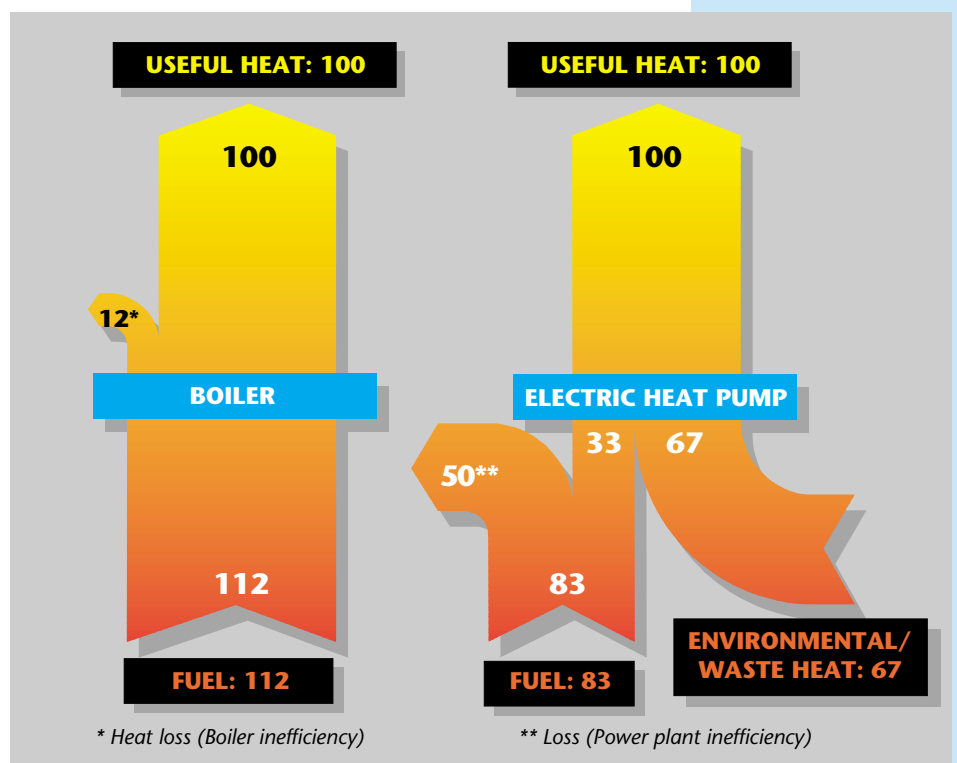 USEFUL HEAT: 100
100
12*
BOILER
112
FUEL: 112
* Heat loss (Boiler inefficiency)
USEFUL HEAT: 100
100
ELECTRIC HEAT PUMP
33
67
50**
83
FUEL: 83
ENVIRONMENTAL/
WASTE HEAT: 67
** Loss (Power plant inefficiency)